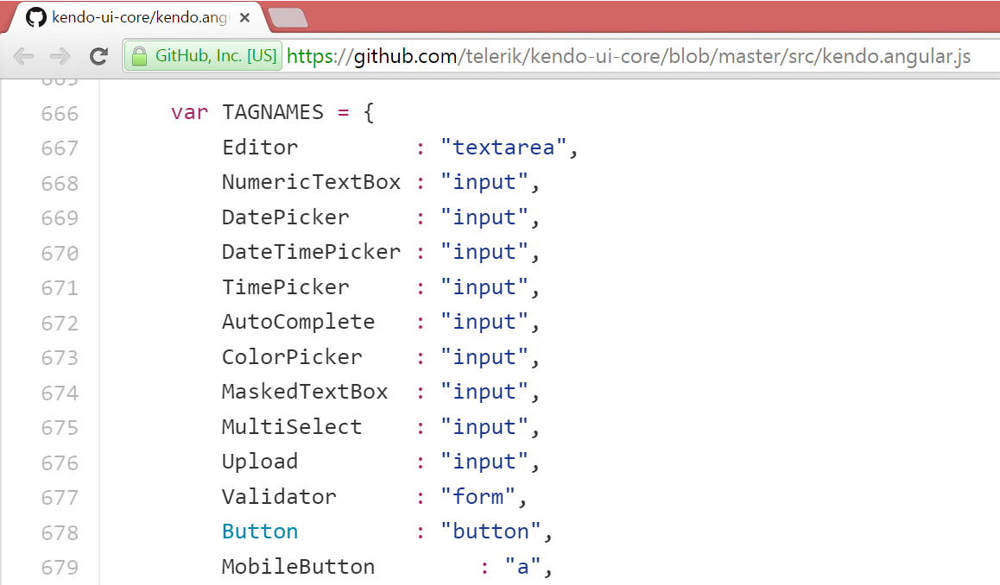 kendo-ui-core/kendo.ang
GitHub, Inc. [US] https://github.com/telerik/kendo-ui-core/blob/master/src/kendo.angular.js
665
666 var TAGNAMES = {
667 Editor : "textarea",
668 NumericTextBox : "input",
669 DatePicker : "input",
670 DateTimePicker : "input",
671 TimePicker : "input",
672 AutoComplete : "input",
673 ColorPicker : "input",
674 MaskedTextBox : "input",
675 MultiSelect : "input",
676 Upload : "input",
677 Validator : "form",
678 Button : "button",
679 MobileButton : "a",